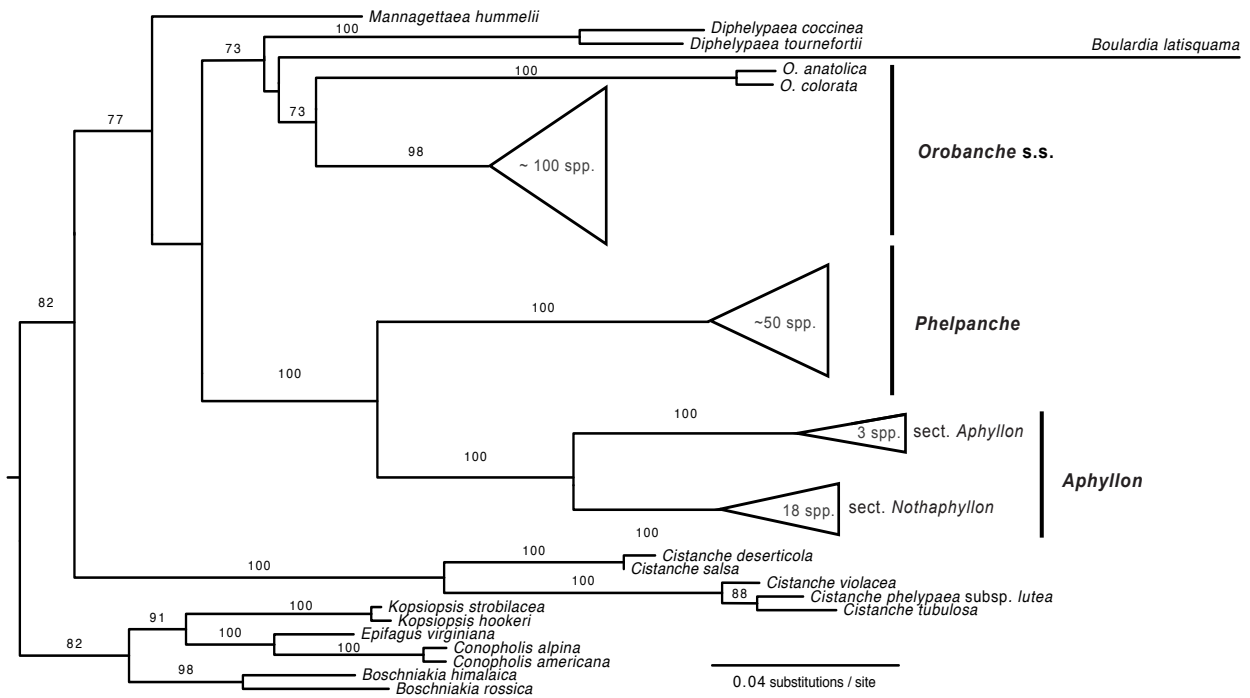 Mannagettaea hummelii
100
Diphelypaea coccinea
Diphelypaea tournefortii
73
Boulardia latisquama
100
O. anatolica
O. colorata
73
77
98
~ 100 spp.
Orobanche s.s.
82
100
~50 spp.
Phelpanche
100
100
3 spp.
sect. Aphyllon
100
Aphyllon
18 spp.
sect. Nothaphyllon
100
100
Cistanche deserticola
Cistanche salsa
100
100
Cistanche violacea
88
Cistanche phelypaea subsp. lutea
Cistanche tubulosa
100
Kopsiopsis strobilacea
Kopsiopsis hookeri
91
100
Epifagus virginiana
100
Conopholis alpina
Conopholis americana
82
98
Boschniakia himalaica
Boschniakia rossica
0.04 substitutions / site